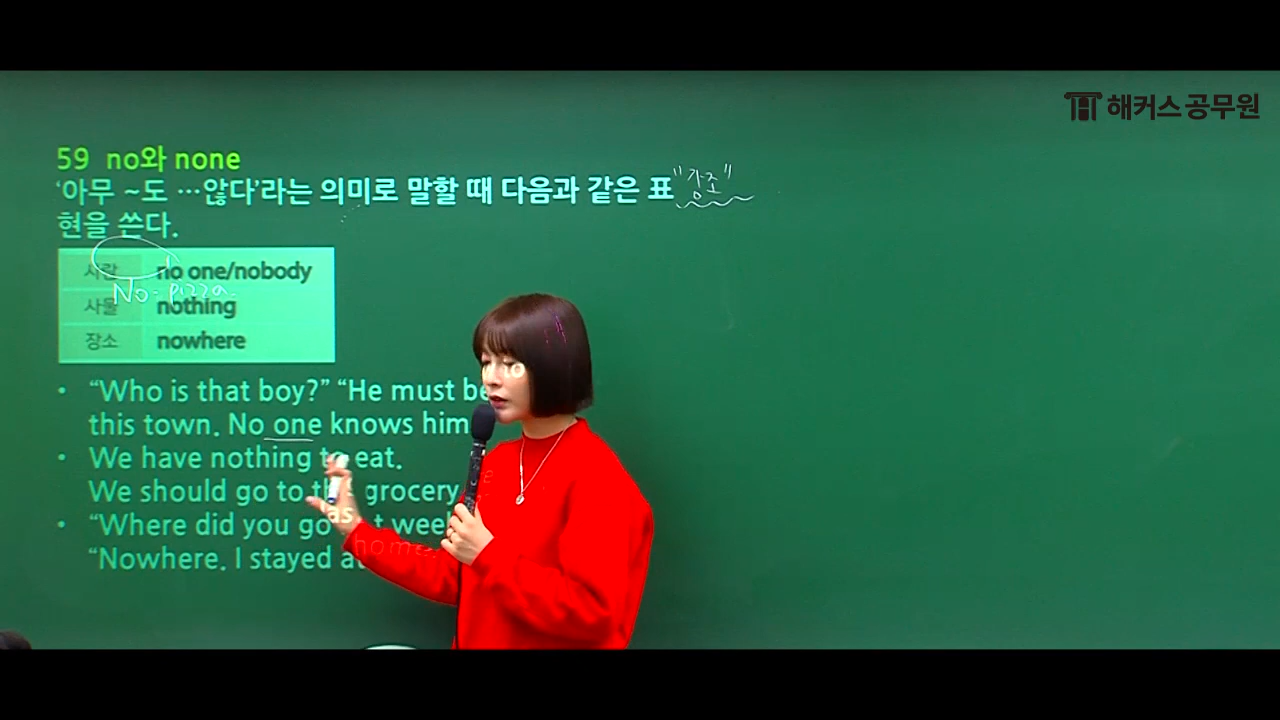 해커스 공무원
59 no와 none
"강조"
'아무 ~도 …않다'라는 의미로 말할 때 다음과 같은 표
현을 쓴다.
사람 no one/nobody
No pizza
사물 nothing
장소 nowhere
• "Who is that boy?" "He must be
this town. No one knows him
• We have nothing to eat.
We should go to the grocery
• "Where did you go last
"Nowhere. I stayed at home.